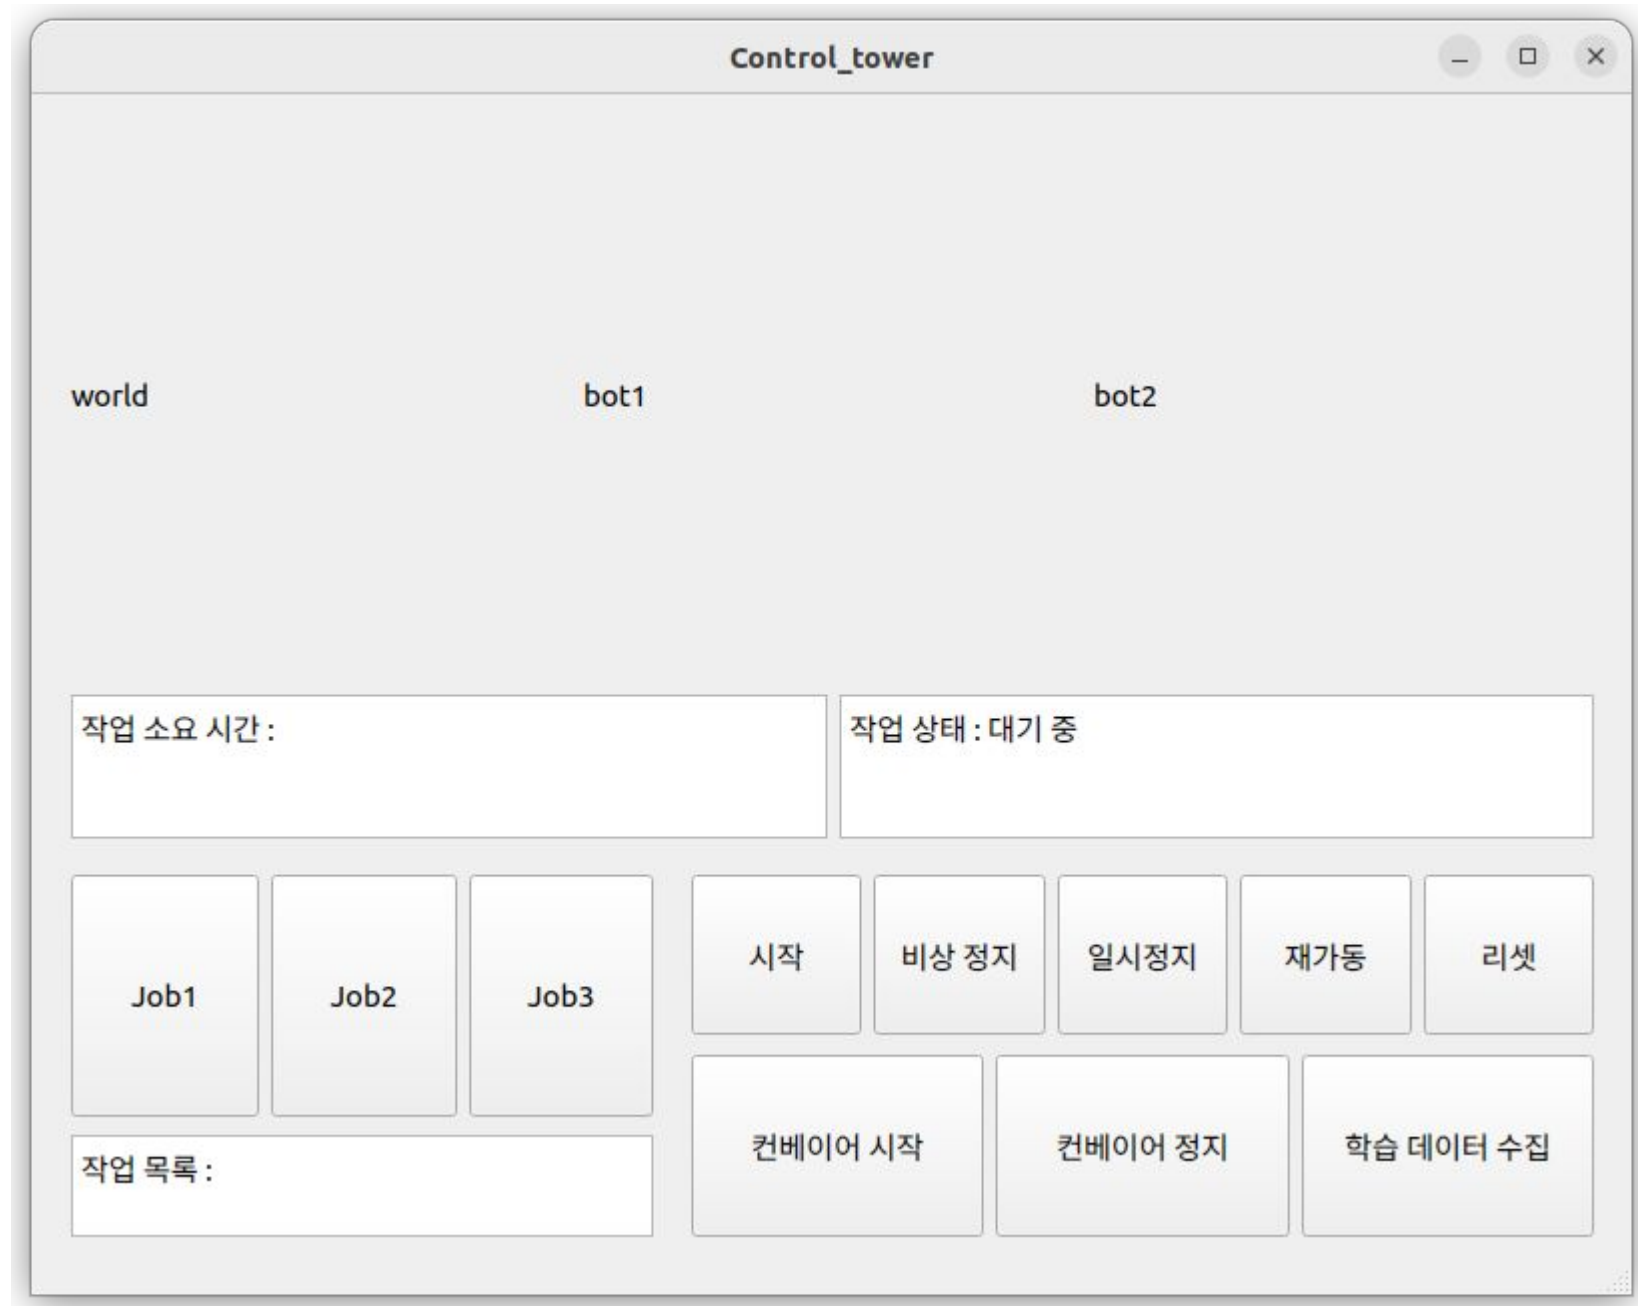 Control_tower
world bot1 bot2
작업 소요 시간 :
작업 상태 : 대기 중
Job1 Job2 Job3
작업 목록 :
시작 비상 정지 일시정지 재가동 리셋
컨베이어 시작 컨베이어 정지 학습 데이터 수집